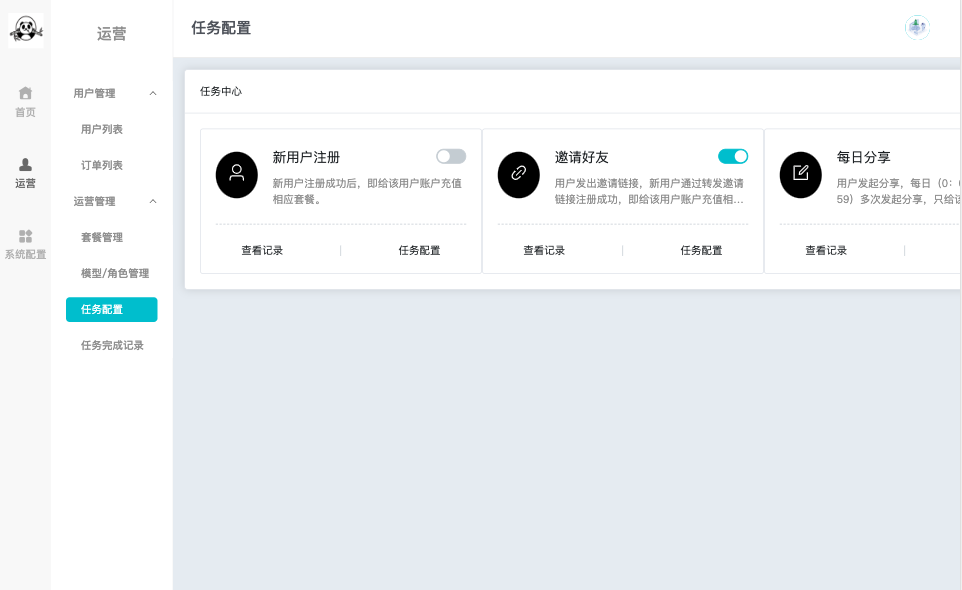 运营
任务配置
首页
运营
系统配置
用户管理
用户列表
订单列表
运营管理
套餐管理
模型/角色管理
任务配置
任务完成记录
任务中心
新用户注册
新用户注册成功后，即给该用户账户充值
相应套餐。
查看记录
任务配置
邀请好友
用户发出邀请链接，新用户通过转发邀请
链接注册成功，即给该用户账户充值相...
查看记录
任务配置
每日分享
用户发起分享，每日（0：
59）多次发起分享，只给
查看记录